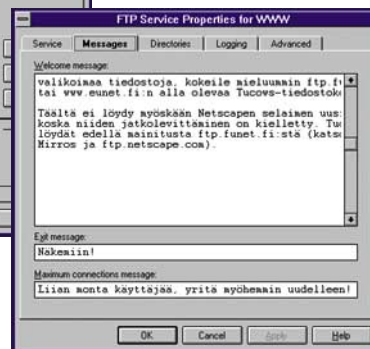 FTP Service Properties for WWW
Service Messages Directories Logging Advanced
Welcome message:
valikoimaa tiedostoja, kokeile mieluummin ftp.f
tai www.eunet.fi:n alla olevaa Tucows-tiedostok
Täältä ei löydy myöskään Netscapen selaimen uus
koska niiden jatkolevittäminen on kielletty. Tu
löydät edellä mainitusta ftp.funet.fi:stä (katso
Mirros ja ftp.netscape.com).
Exit message:
Näkemiin!
Maximum connections message:
Liian monta käyttäjää, yritä myöhemmin uudelleen!
OK Cancel Apply Help